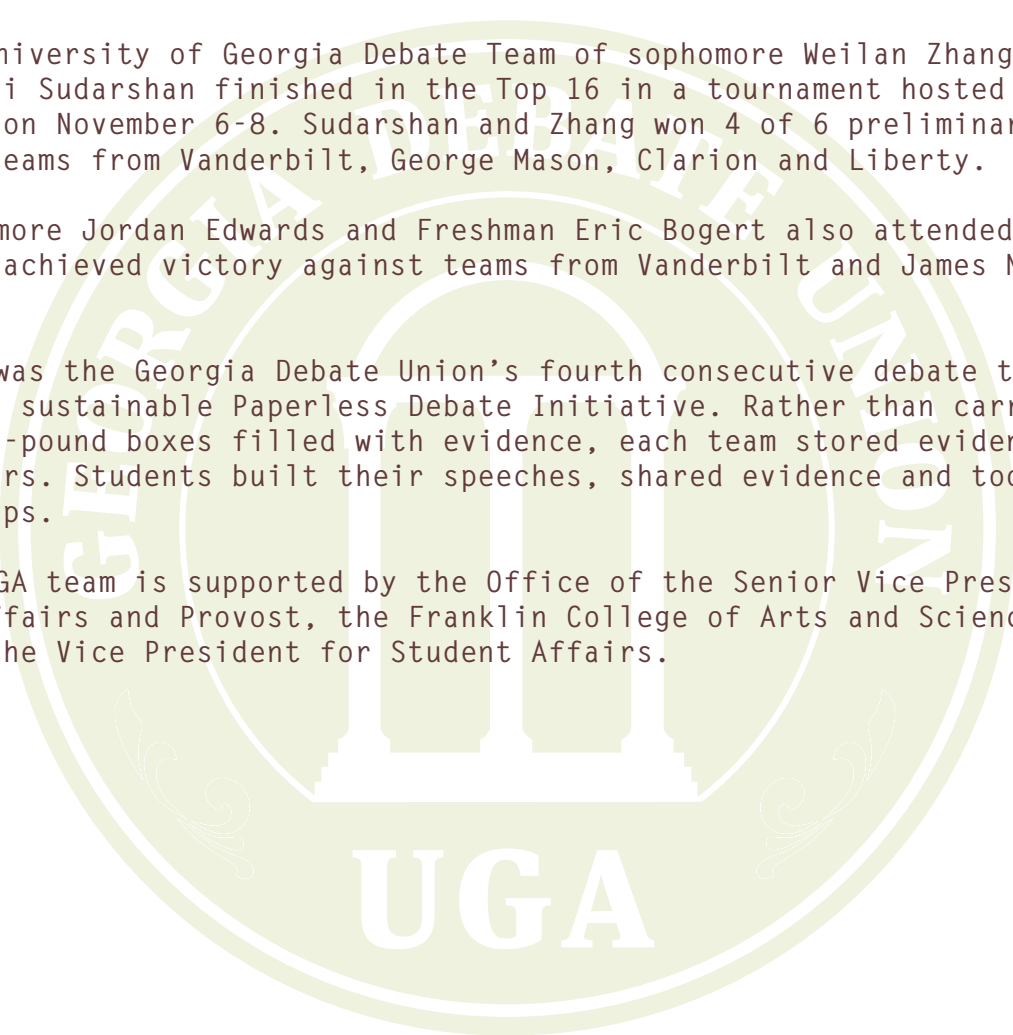 niversity of Georgia Debate Team of sophomore Weilan Zhang
i Sudarshan finished in the Top 16 in a tournament hosted
on November 6-8. Sudarshan and Zhang won 4 of 6 preliminar
eams from Vanderbilt, George Mason, Clarion and Liberty.
more Jordan Edwards and Freshman Eric Bogert also attended
achieved victory against teams from Vanderbilt and James M
was the Georgia Debate Union’s fourth consecutive debate t
sustainable Paperless Debate Initiative. Rather than carr
-pound boxes filled with evidence, each team stored eviden
rs. Students built their speeches, shared evidence and too
ps.
GA team is supported by the Office of the Senior Vice Pres
ffairs and Provost, the Franklin College of Arts and Scienc
he Vice President for Student Affairs.
GEORGIA DEBATE UNION
UGA